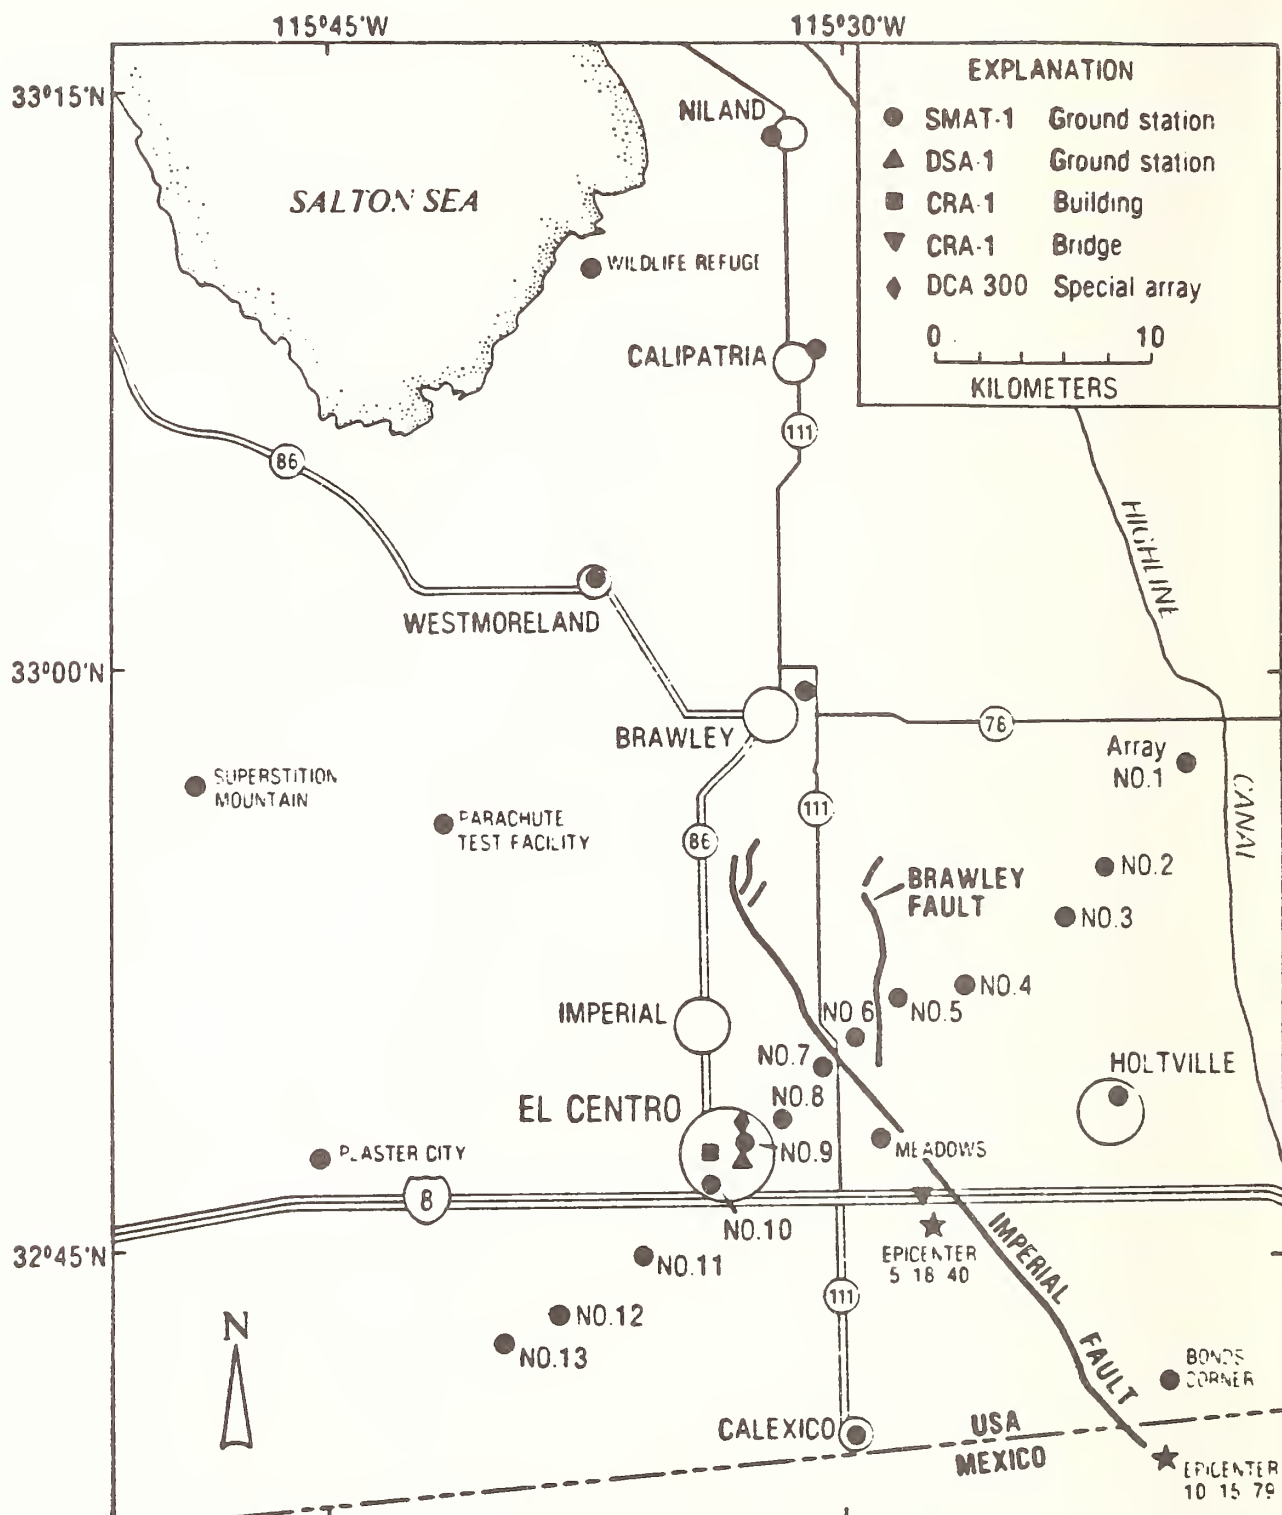 115°45'W
115°30'W
33°15'N
EXPLANATION
SMAT-1 Ground station
DSA-1 Ground station
CRA-1 Building
CRA-1 Bridge
DCA 300 Special array
0 10
KILOMETERS
NILAND
SALTON SEA
WILDLIFE REFUGE
CALIPATRIA
111
86
HIGHLINE
WESTMORELAND
33°00'N
BRAWLEY
78
Array
NO.1
SUPERSTITION
MOUNTAIN
PARACHUTE
TEST FACILITY
86
111
CANAL
NO.2
BRAWLEY
FAULT
NO.3
NO.4
NO.5
IMPERIAL
NO 6
NO.7
HOLTVILLE
NO.8
EL CENTRO
NO.9
MEADOWS
PLASTER CITY
8
NO.10
IMPERIAL
EPICENTER
5 18 40
32°45'N
NO.11
111
N
NO.12
NO.13
FAULT
BONDS
CORNER
CALEXICO
USA
MEXICO
EPICENTER
10 15 79